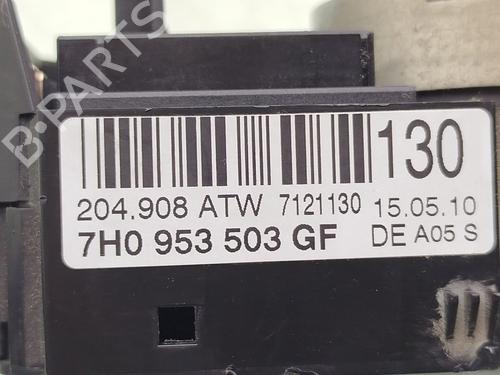 130
204.908 ATW 7121130 15.05.10
7H0 953 503 GF DE A05 S
B-PARTS